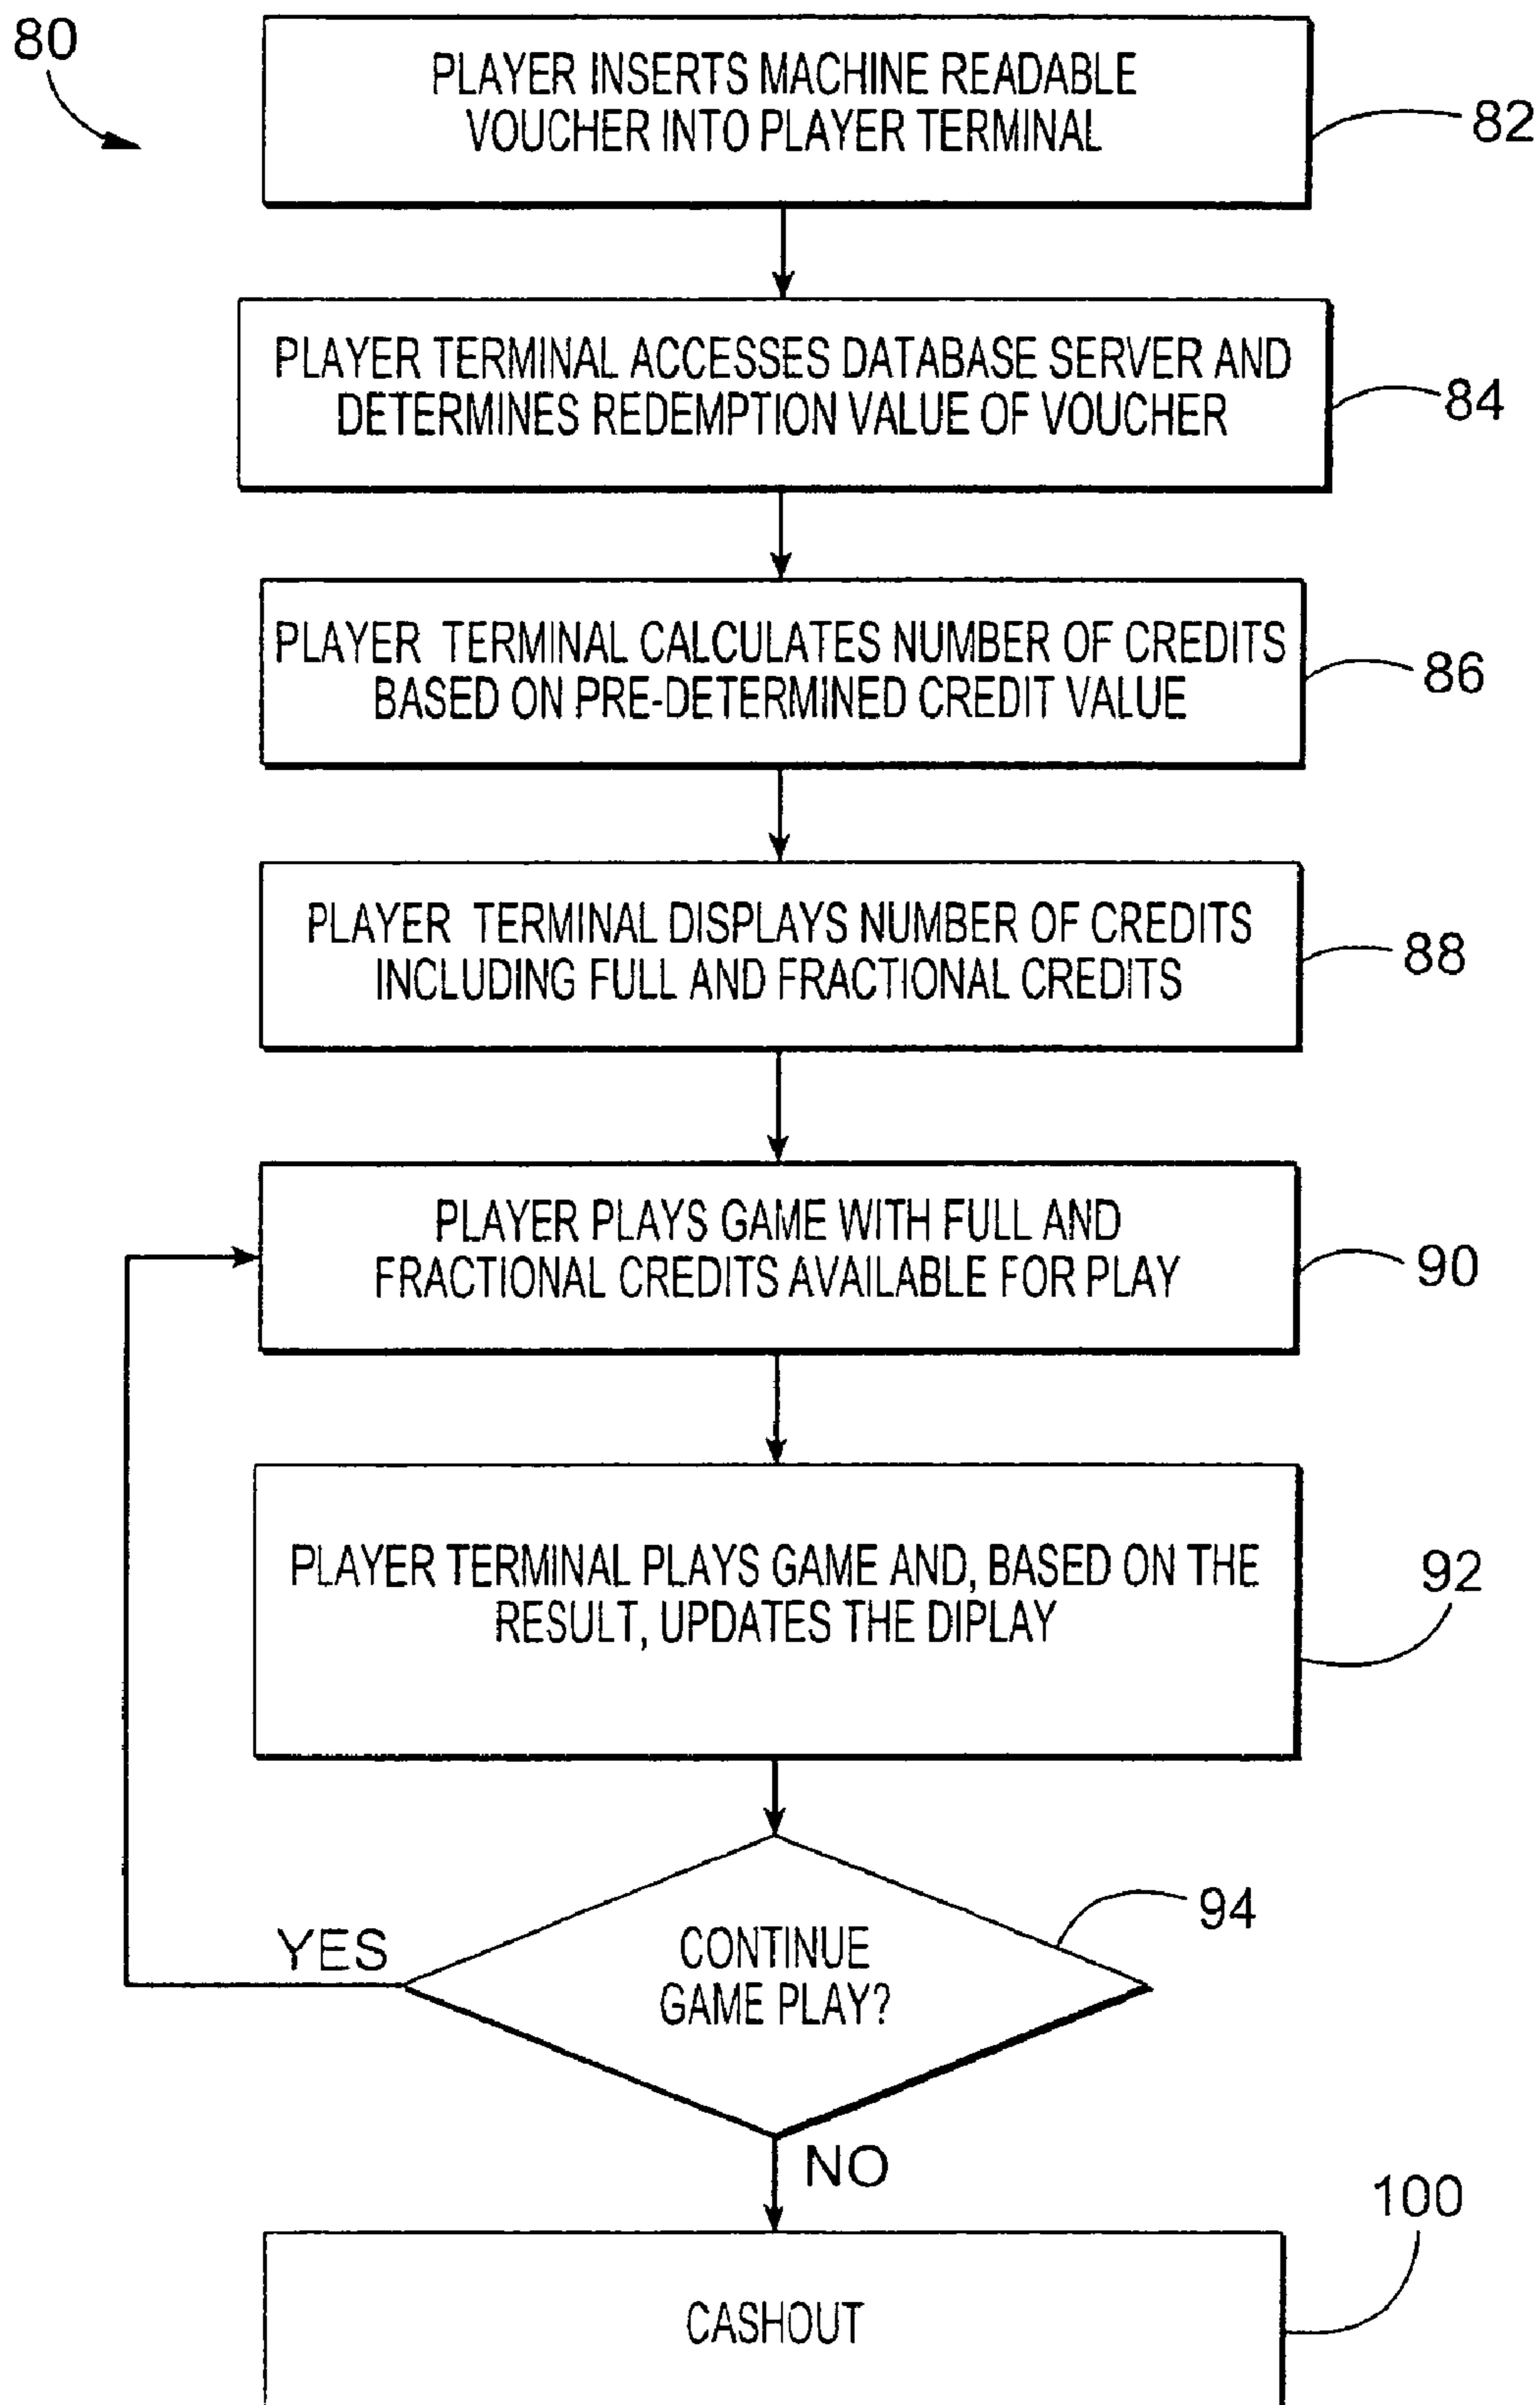 80
PLAYER INSERTS MACHINE READABLE
VOUCHER INTO PLAYER TERMINAL
82
PLAYER TERMINAL ACCESSES DATABASE SERVER AND
DETERMINES REDEMPTION VALUE OF VOUCHER
84
PLAYER TERMINAL CALCULATES NUMBER OF CREDITS
BASED ON PRE-DETERMINED CREDIT VALUE
86
PLAYER TERMINAL DISPLAYS NUMBER OF CREDITS
INCLUDING FULL AND FRACTIONAL CREDITS
88
PLAYER PLAYS GAME WITH FULL AND
FRACTIONAL CREDITS AVAILABLE FOR PLAY
90
PLAYER TERMINAL PLAYS GAME AND, BASED ON THE
RESULT, UPDATES THE DIPLAY
92
94
YES
CONTINUE
GAME PLAY?
NO
100
CASHOUT